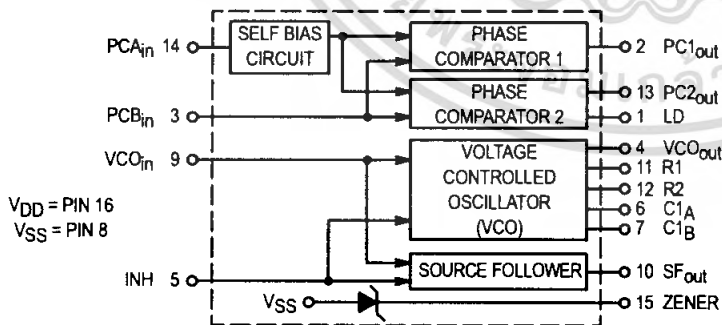 PCAin 14
SELF BIAS
CIRCUIT
PHASE
COMPARATOR 1
2 PC1out
PCBin 3
PHASE
COMPARATOR 2
13 PC2out
1 LD
VCOin 9
VOLTAGE
CONTROLLED
OSCILLATOR
(VCO)
4 VCOout
11 R1
12 R2
6 C1A
7 C1B
VDD = PIN 16
VSS = PIN 8
INH 5
SOURCE FOLLOWER
10 SFout
VSS
15 ZENER